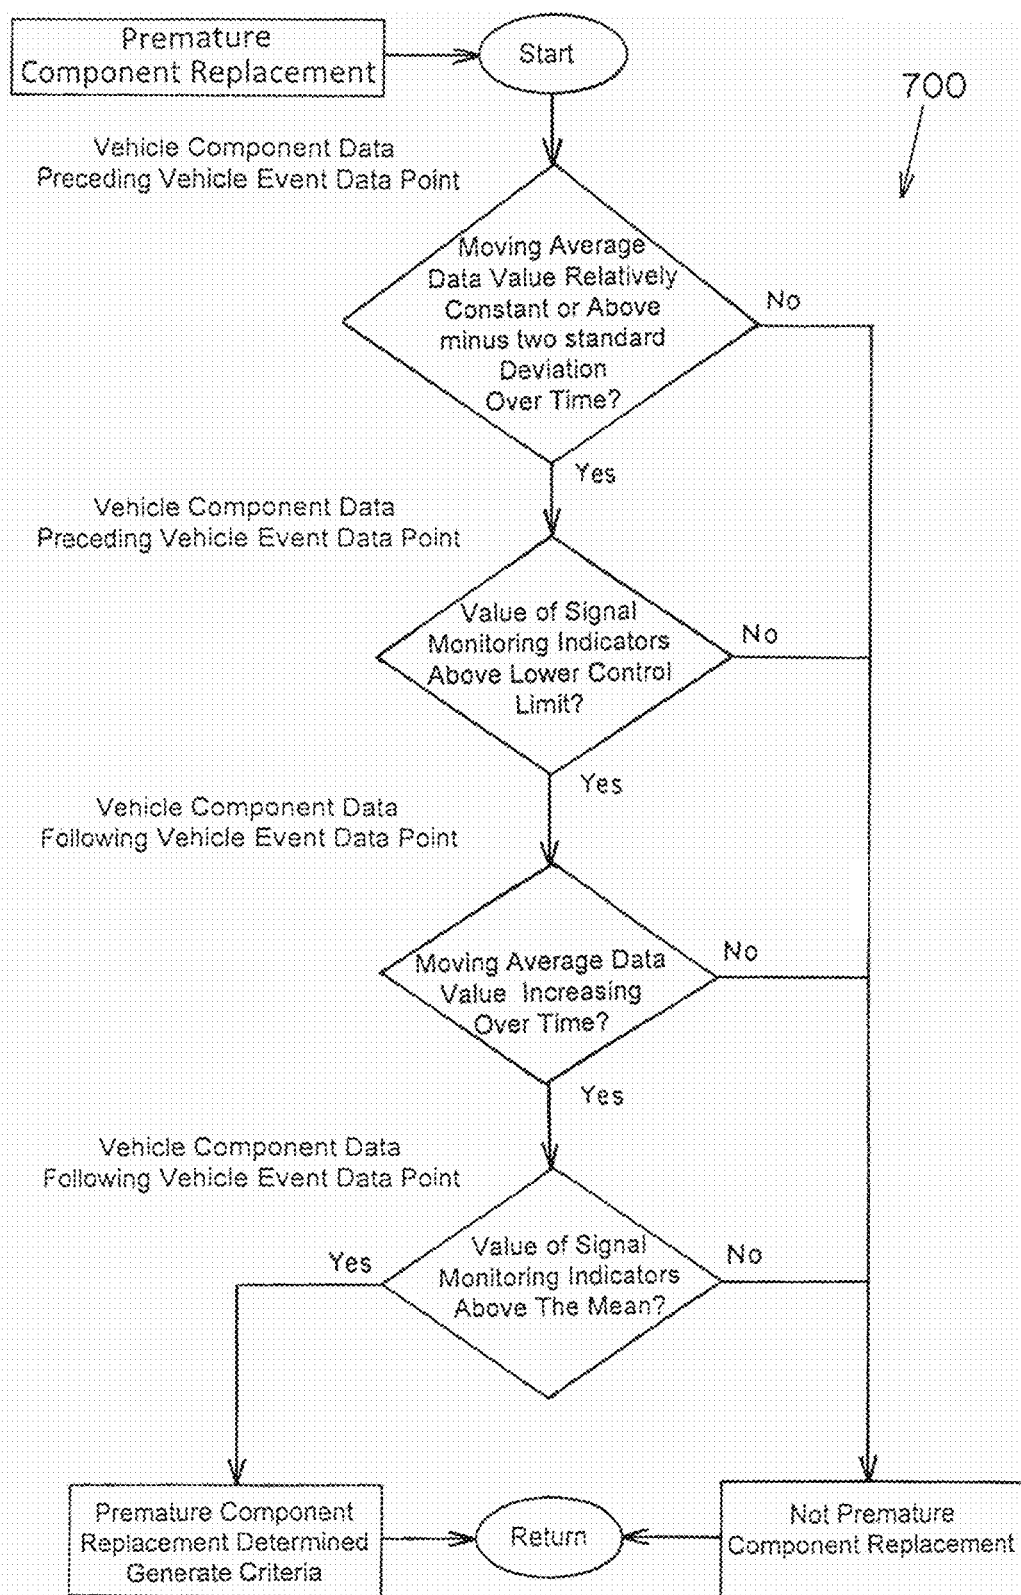 Premature
Component Replacement
Start
700
Vehicle Component Data
Preceding Vehicle Event Data Point
Moving Average
Data Value Relatively
Constant or Above
minus two standard
Deviation
Over Time?
No
Yes
Vehicle Component Data
Preceding Vehicle Event Data Point
Value of Signal
Monitoring Indicators
Above Lower Control
Limit?
No
Yes
Vehicle Component Data
Following Vehicle Event Data Point
Moving Average Data
Value Increasing
Over Time?
No
Yes
Vehicle Component Data
Following Vehicle Event Data Point
Value of Signal
Monitoring Indicators
Above The Mean?
Yes
No
Premature Component
Replacement Determined
Generate Criteria
Return
Not Premature
Component Replacement